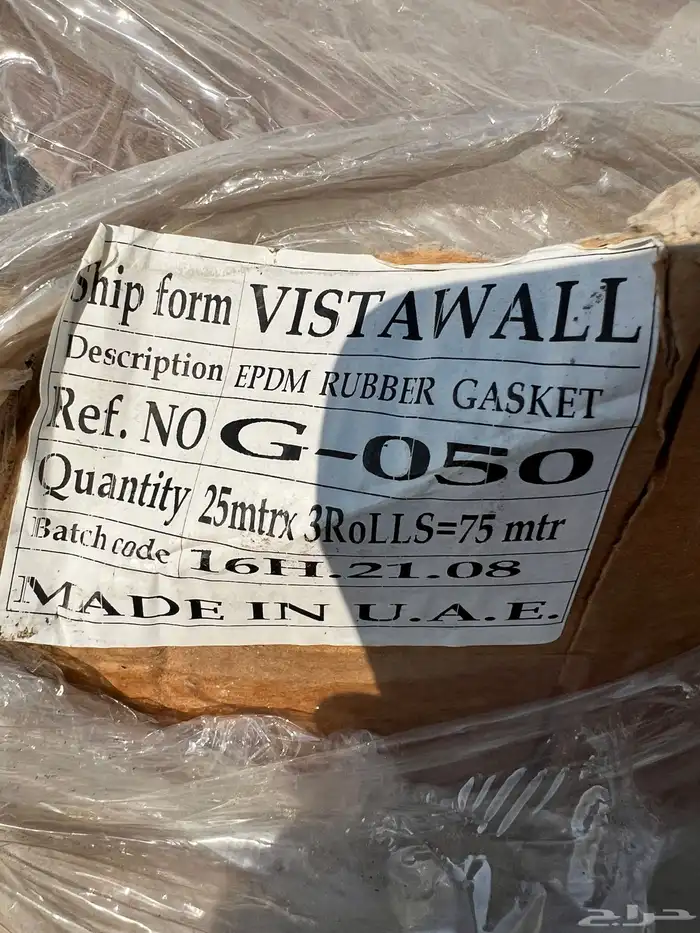 Ship form VISTAWALL
Description EPDM RUBBER GASKET
Ref. NO G-050
Quantity 25mtrx 3RoLLS=75 mtr
Batch code 16H.21.08
MADE IN U.A.E.
حراج